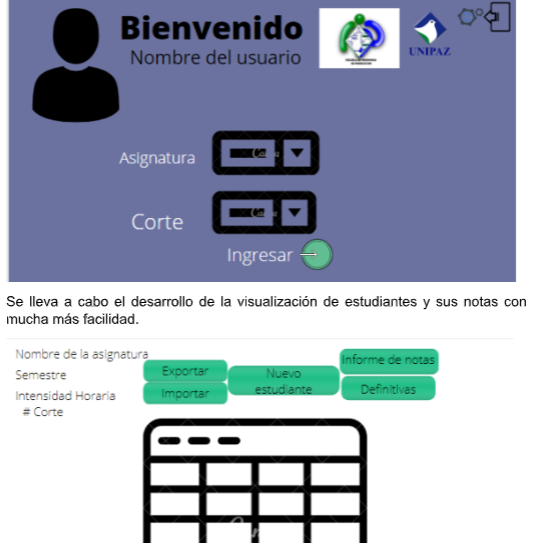 Bienvenido
Nombre del usuario
UNIPAZ
Asignatura
Corte
Ingresar
Se lleva a cabo el desarrollo de la visualización de estudiantes y sus notas con
mucha más facilidad.
Nombre de la asignatura
Semestre
Intensidad Horaria
# Corte
Exportar
Importar
Nuevo
estudiante
Informe de notas
Definitivas